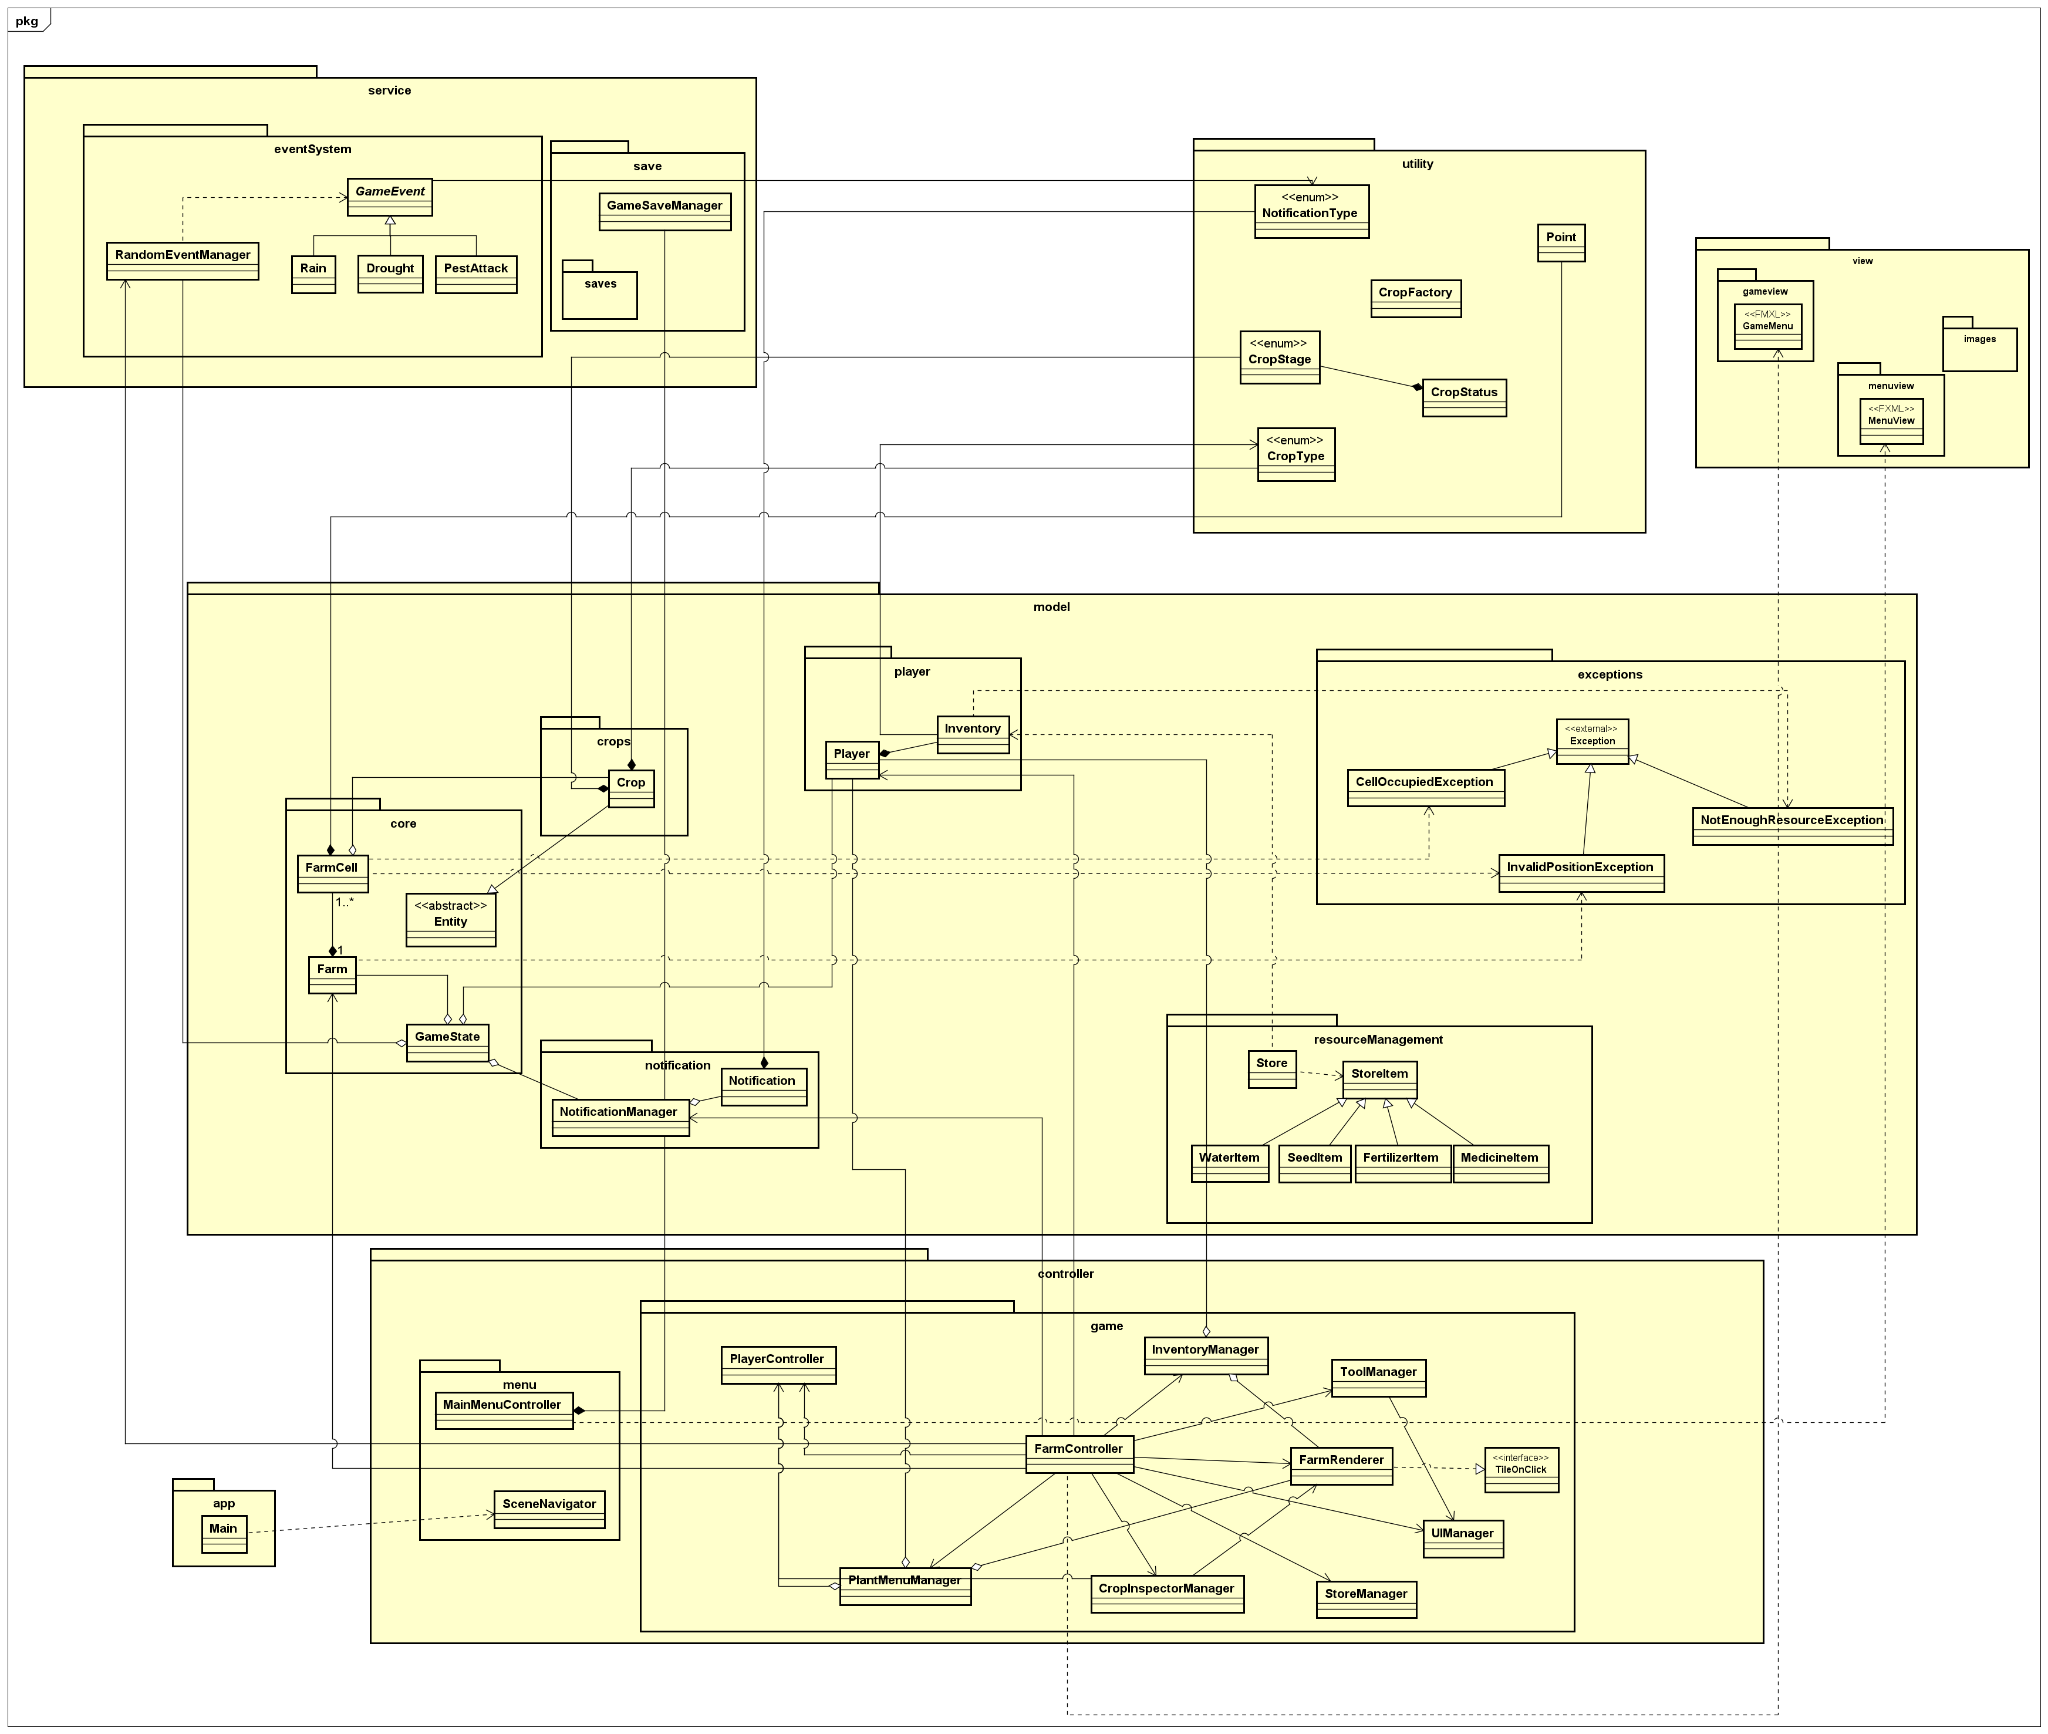 pkg
service
eventSystem
GameEvent
RandomEventManager
Rain
Drought
PestAttack
save
GameSaveManager
saves
utility
<<enum>>
NotificationType
Point
CropFactory
<<enum>>
CropStage
CropStatus
<<enum>>
CropType
view
gameview
<<FMXL>>
GameMenu
images
menuview
<<FXML>>
MenuView
model
player
Inventory
Player
crops
Crop
core
FarmCell
1..*
<<abstract>>
Entity
1
Farm
GameState
notification
Notification
NotificationManager
exceptions
<<external>>
Exception
CellOccupiedException
NotEnoughResourceException
InvalidPositionException
resourceManagement
Store
StoreItem
WaterItem
SeedItem
FertilizerItem
MedicineItem
controller
game
PlayerController
InventoryManager
ToolManager
menu
MainMenuController
FarmController
FarmRenderer
<<interface>>
TileOnClick
SceneNavigator
UIManager
PlantMenuManager
CropInspectorManager
StoreManager
app
Main